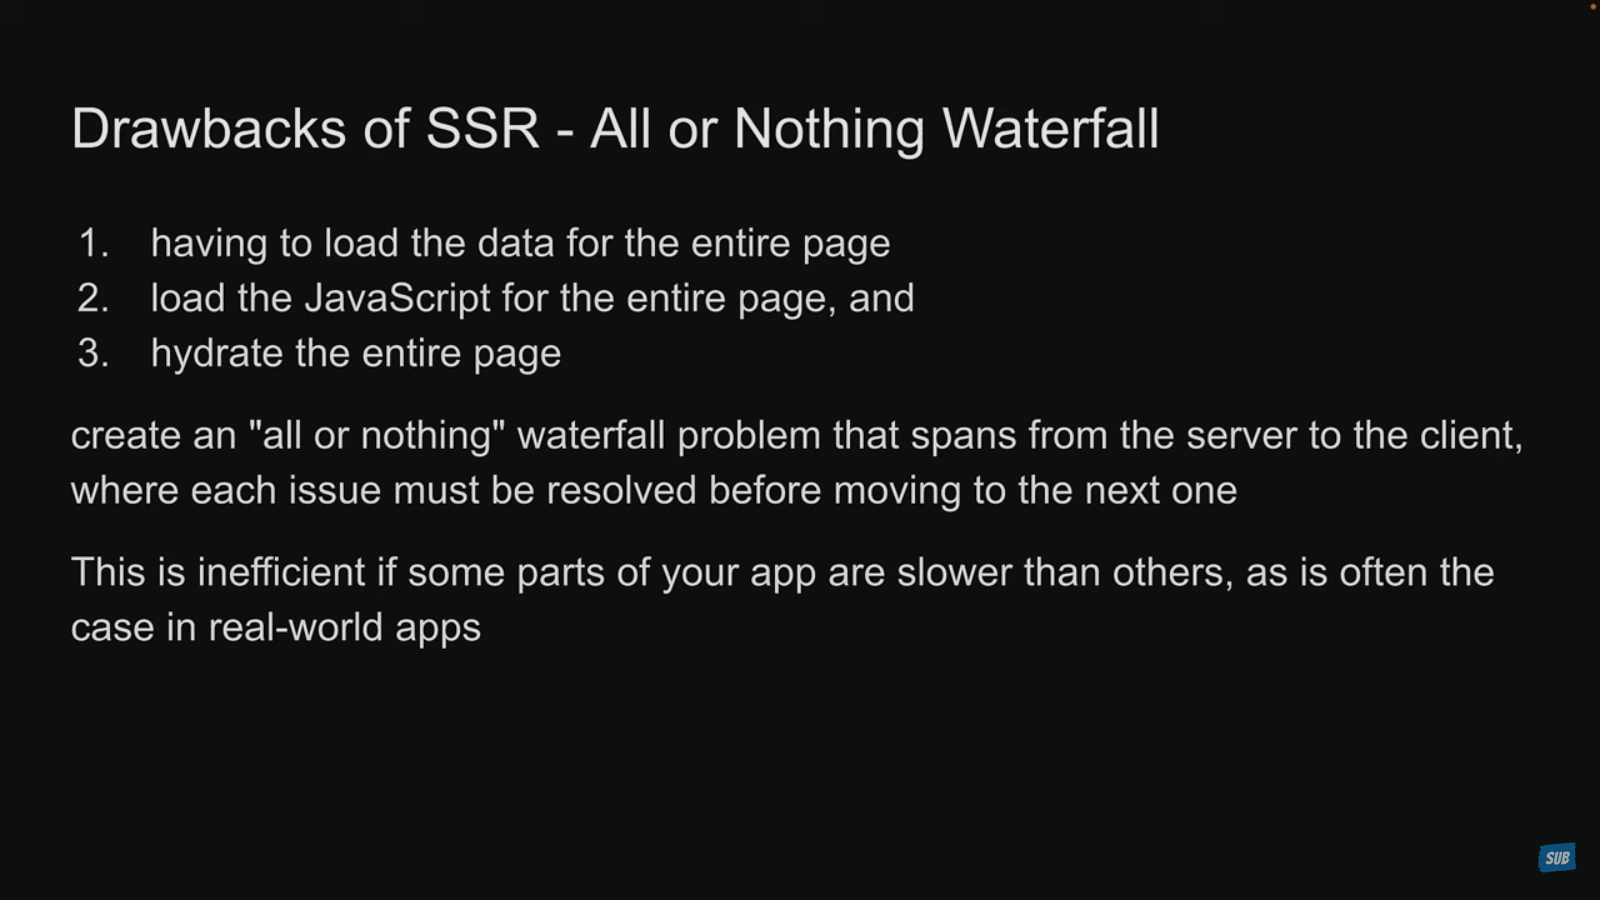 Drawbacks of SSR - All or Nothing Waterfall
1. having to load the data for the entire page
2. load the JavaScript for the entire page, and
3. hydrate the entire page
create an "all or nothing" waterfall problem that spans from the server to the client,
where each issue must be resolved before moving to the next one
This is inefficient if some parts of your app are slower than others, as is often the
case in real-world apps
SUB